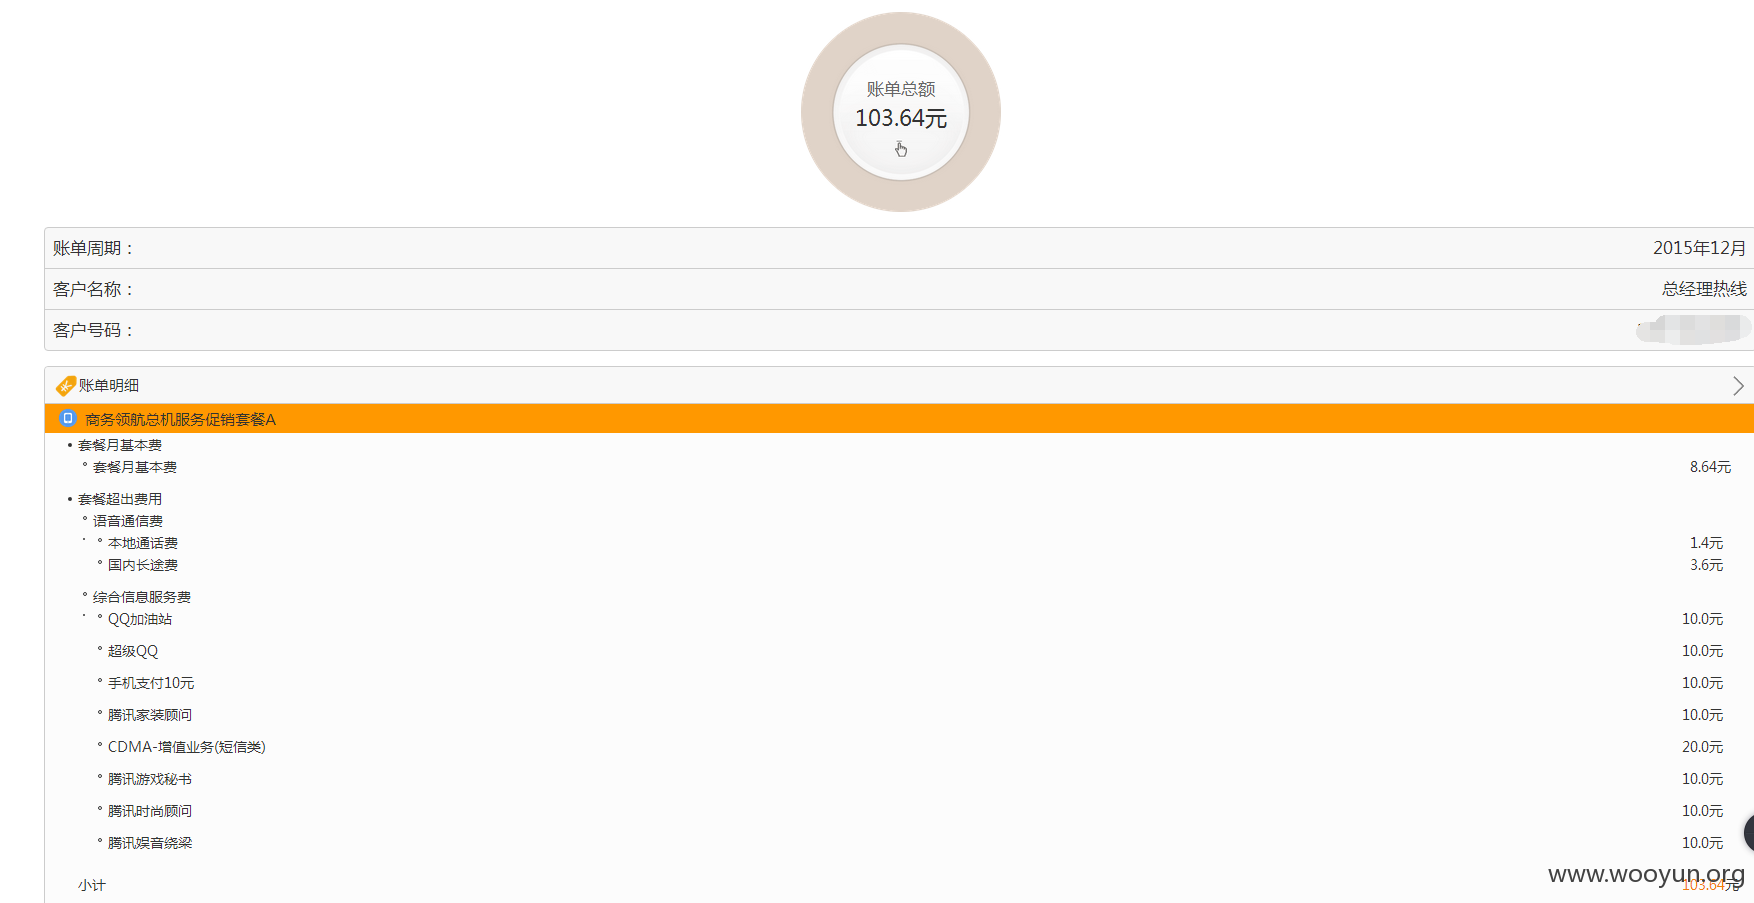 账单总额
103.64元
账单周期： 2015年12月
客户名称： 总经理热线
客户号码：
账单明细
商务领航总机服务促销套餐A
套餐月基本费
套餐月基本费 8.64元
套餐超出费用
语音通信费
本地通话费 1.4元
国内长途费 3.6元
综合信息服务费
QQ加油站 10.0元
超级QQ 10.0元
手机支付10元 10.0元
腾讯家装顾问 10.0元
CDMA-增值业务(短信类) 20.0元
腾讯游戏秘书 10.0元
腾讯时尚顾问 10.0元
腾讯娱音绕梁 10.0元
www.wooyun.org
小计 103.64元